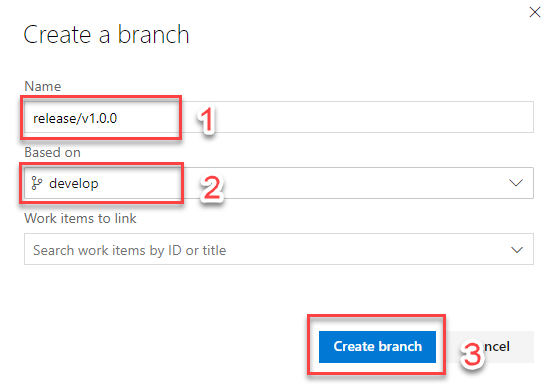 Create a branch
Name
release/v1.0.0
1
Based on
develop
2
Work items to link
Search work items by ID or title
Create branch
3
ncel